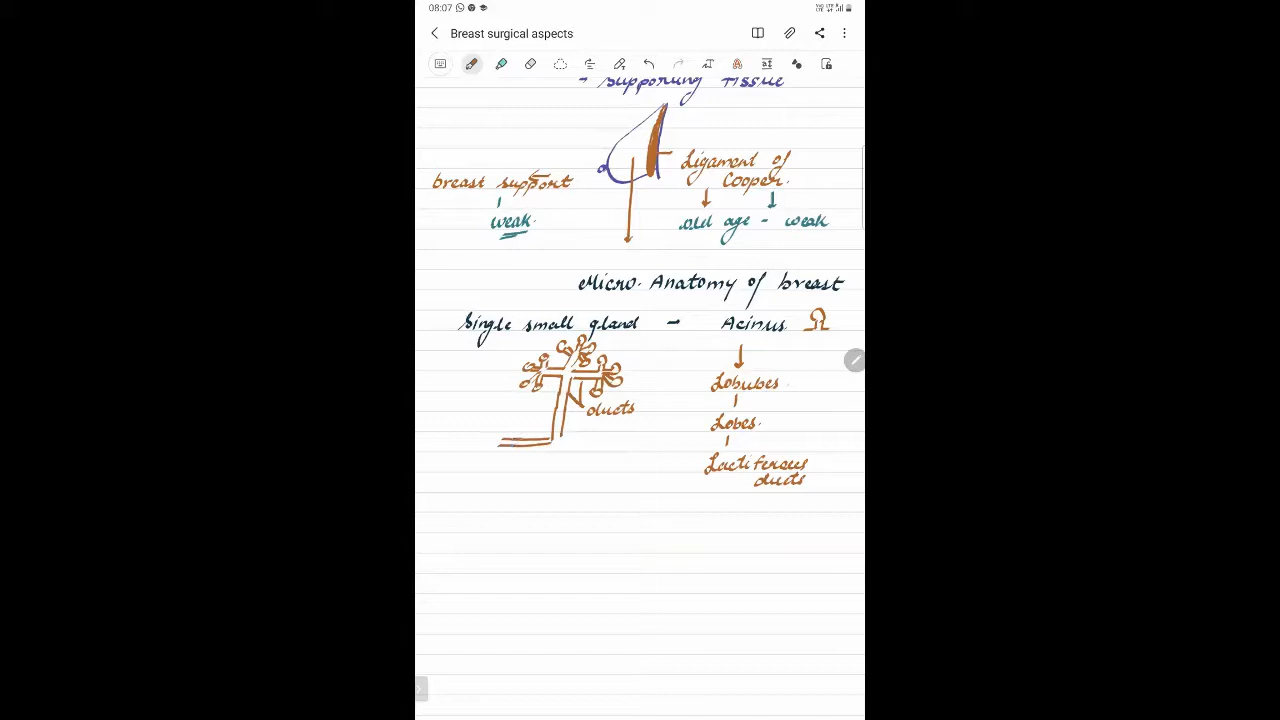 08:07
Breast surgical aspects
- Supporting Tissue
Ligament of
Cooper.
breast support
weak.
old age - weak
Micro. Anatomy of breast
Single small gland - Acinus
Lobules
ducts
Lobes.
Lactiferous
ducts